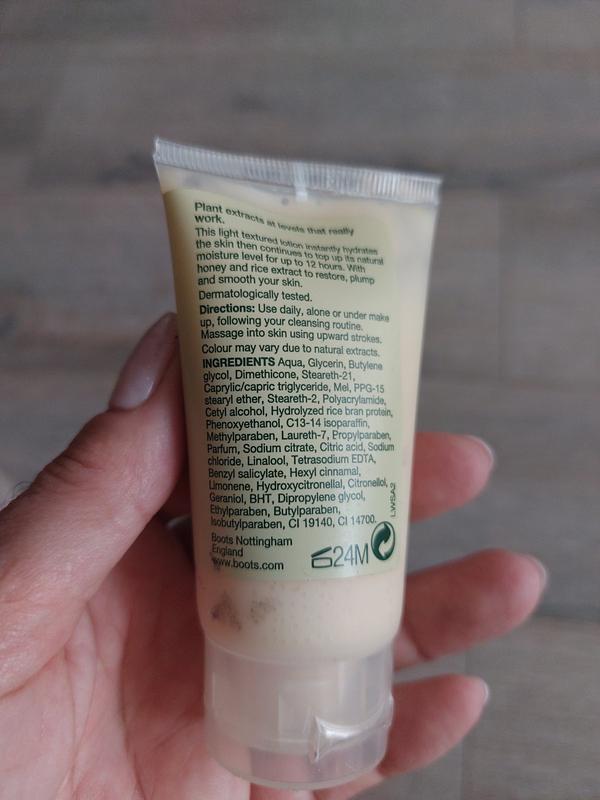 Plant extracts at levels that really
work.
This light textured lotion instantly hydrates
the skin then continues to top up its natural
moisture level for up to 12 hours. With
honey and rice extract to restore, plump
and smooth your skin.
Dermatologically tested.
Directions: Use daily, alone or under make
up, following your cleansing routine.
Massage into skin using upward strokes.
Colour may vary due to natural extracts.
INGREDIENTS Aqua, Glycerin, Butylene
glycol, Dimethicone, Steareth-21,
Caprylic/capric triglyceride, Mel, PPG-15
stearyl ether, Steareth-2, Polyacrylamide,
Cetyl alcohol, Hydrolyzed rice bran protein,
Phenoxyethanol, C13-14 isoparaffin,
Methylparaben, Laureth-7, Propylparaben,
Parfum, Sodium citrate, Citric acid, Sodium
chloride, Linalool, Tetrasodium EDTA,
Benzyl salicylate, Hexyl cinnamal,
Limonene, Hydroxycitronellal, Citronellol,
Geraniol, BHT, Dipropylene glycol,
Ethylparaben, Butylparaben,
Isobutylparaben, CI 19140, CI 14700.
LWSA2
Boots Nottingham
England
www.boots.com
24M